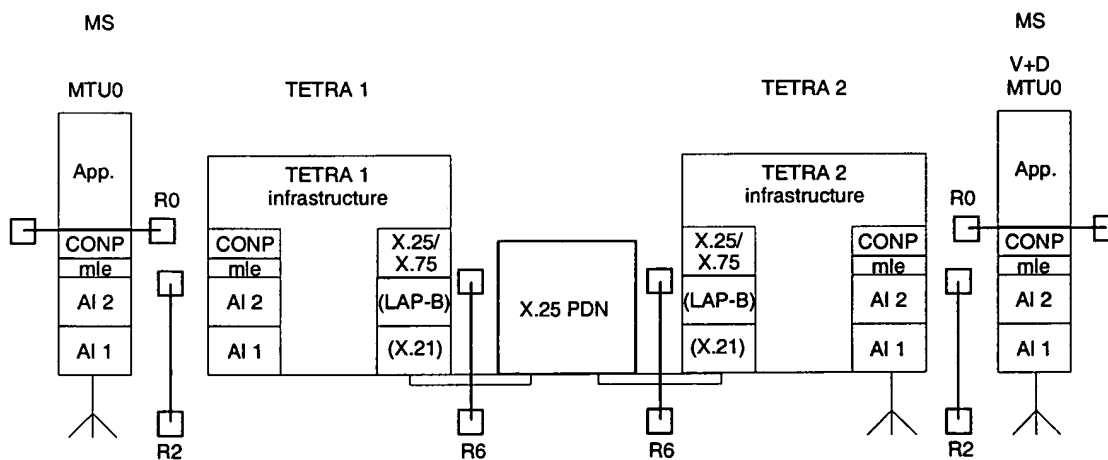 MS
MS
MTU0
TETRA 1
TETRA 2
V+D
MTU0
App.
TETRA 1
infrastructure
TETRA 2
infrastructure
App.
R0
R0
CONP
CONP
X.25/
X.75
X.25/
X.75
CONP
CONP
mle
mle
mle
mle
AI 2
AI 2
(LAP-B)
X.25 PDN
(LAP-B)
AI 2
AI 2
AI 1
AI 1
(X.21)
(X.21)
AI 1
AI 1
R2
R6
R6
R2